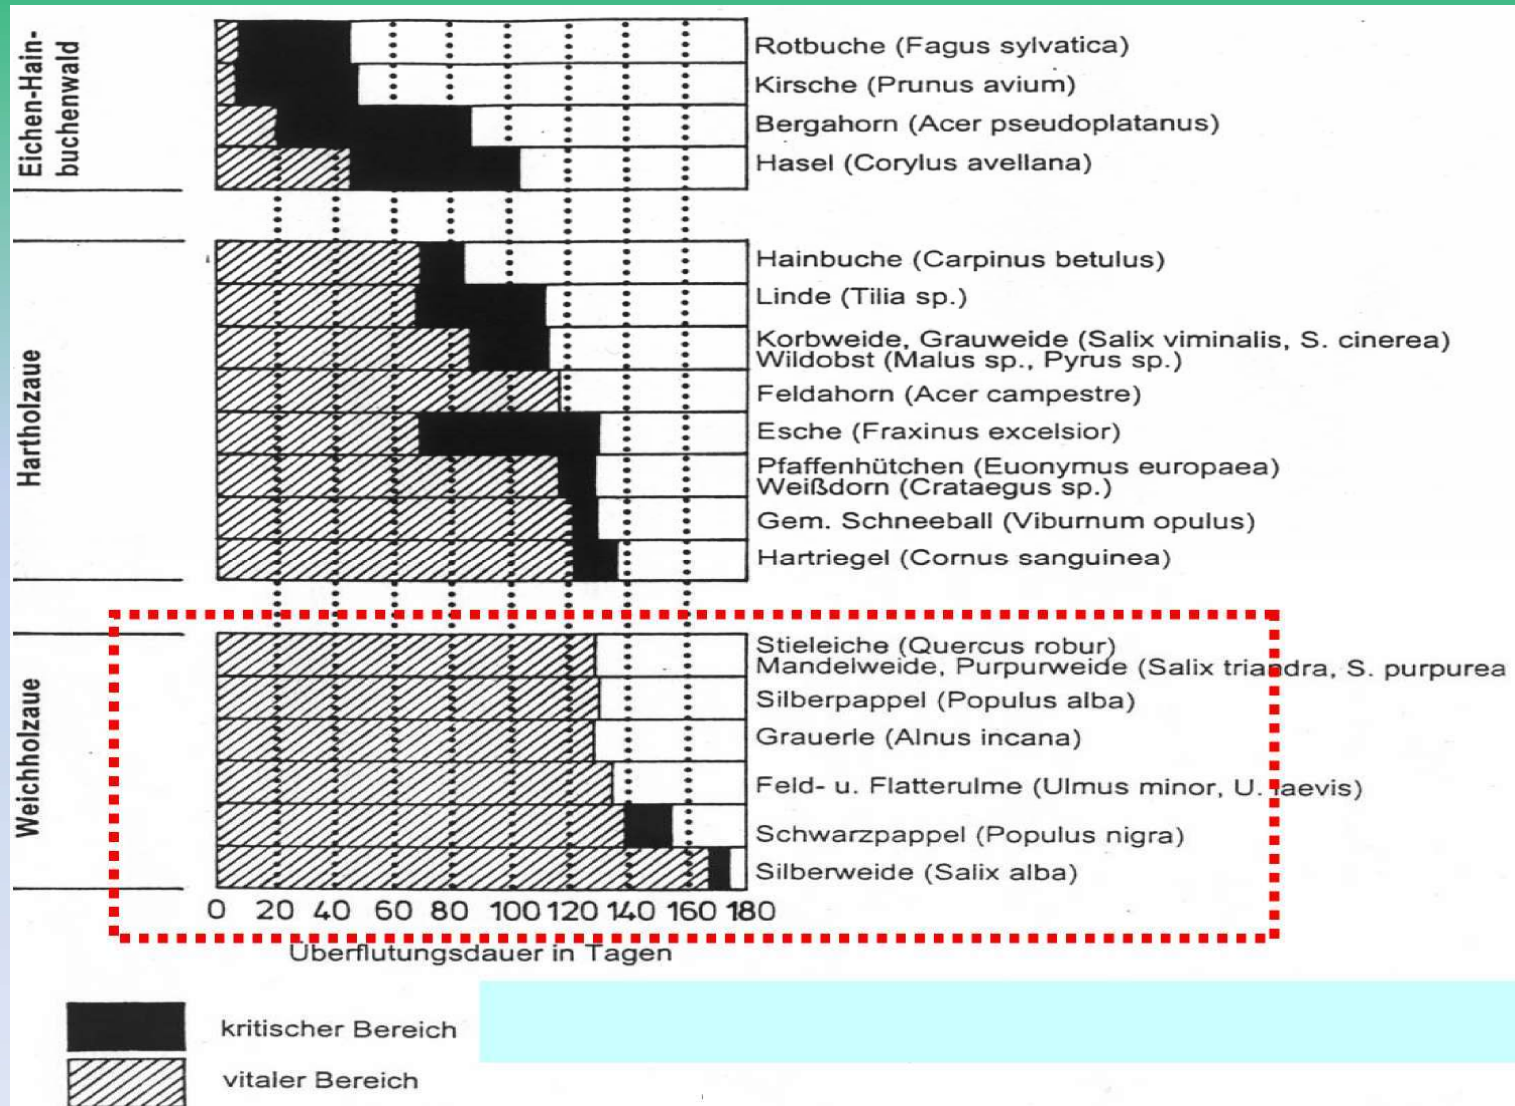 Eichen-Hain-
buchenwald
Rotbuche (Fagus sylvatica)
Kirsche (Prunus avium)
Bergahorn (Acer pseudoplatanus)
Hasel (Corylus avellana)
Hartholzaue
Hainbuche (Carpinus betulus)
Linde (Tilia sp.)
Korbweide, Grauweide (Salix viminalis, S. cinerea)
Wildobst (Malus sp., Pyrus sp.)
Feldahorn (Acer campestre)
Esche (Fraxinus excelsior)
Pfaffenhütchen (Euonymus europaea)
Weißdorn (Crataegus sp.)
Gem. Schneeball (Viburnum opulus)
Hartriegel (Cornus sanguinea)
Weichholzaue
Stieleiche (Quercus robur)
Mandelweide, Purpurweide (Salix triandra, S. purpurea
Silberpappel (Populus alba)
Grauerle (Alnus incana)
Feld- u. Flatterulme (Ulmus minor, U. laevis)
Schwarzpappel (Populus nigra)
Silberweide (Salix alba)
0 20 40 60 80 100 120 140 160 180
Überflutungsdauer in Tagen
kritischer Bereich
vitaler Bereich